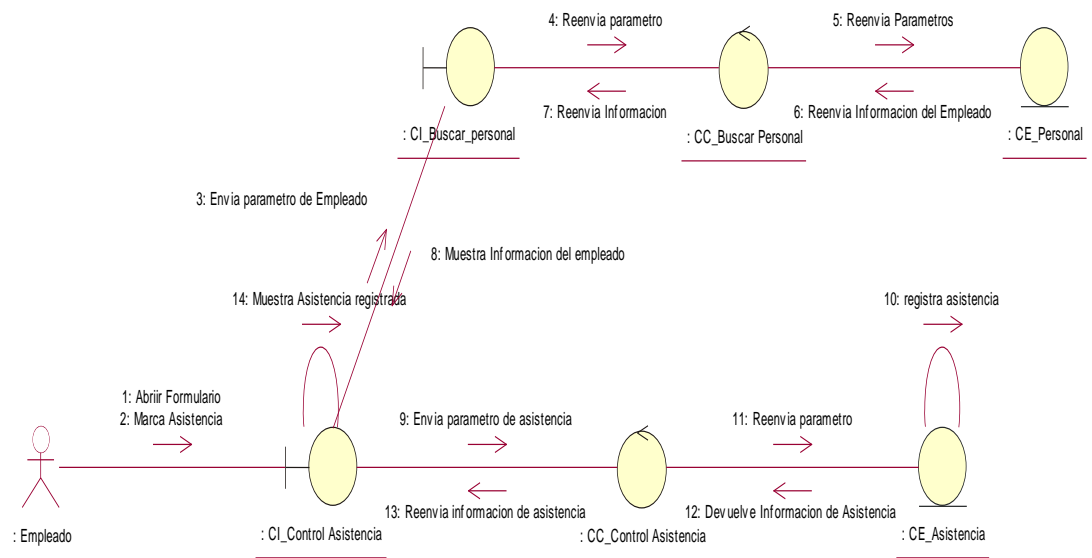 4: Reenvia parametro
5: Reenvia Parametros
7: Reenvia Informacion
6: Reenvia Informacion del Empleado
: CI_Buscar_personal
: CC_Buscar Personal
: CE_Personal
3: Envia parametro de Empleado
8: Muestra Informacion del empleado
14: Muestra Asistencia registrada
10: registra asistencia
1: Abriir Formulario
2: Marca Asistencia
9: Envia parametro de asistencia
11: Reenvia parametro
13: Reenvia informacion de asistencia
12: Devuelve Informacion de Asistencia
: Empleado
: CI_Control Asistencia
: CC_Control Asistencia
: CE_Asistencia